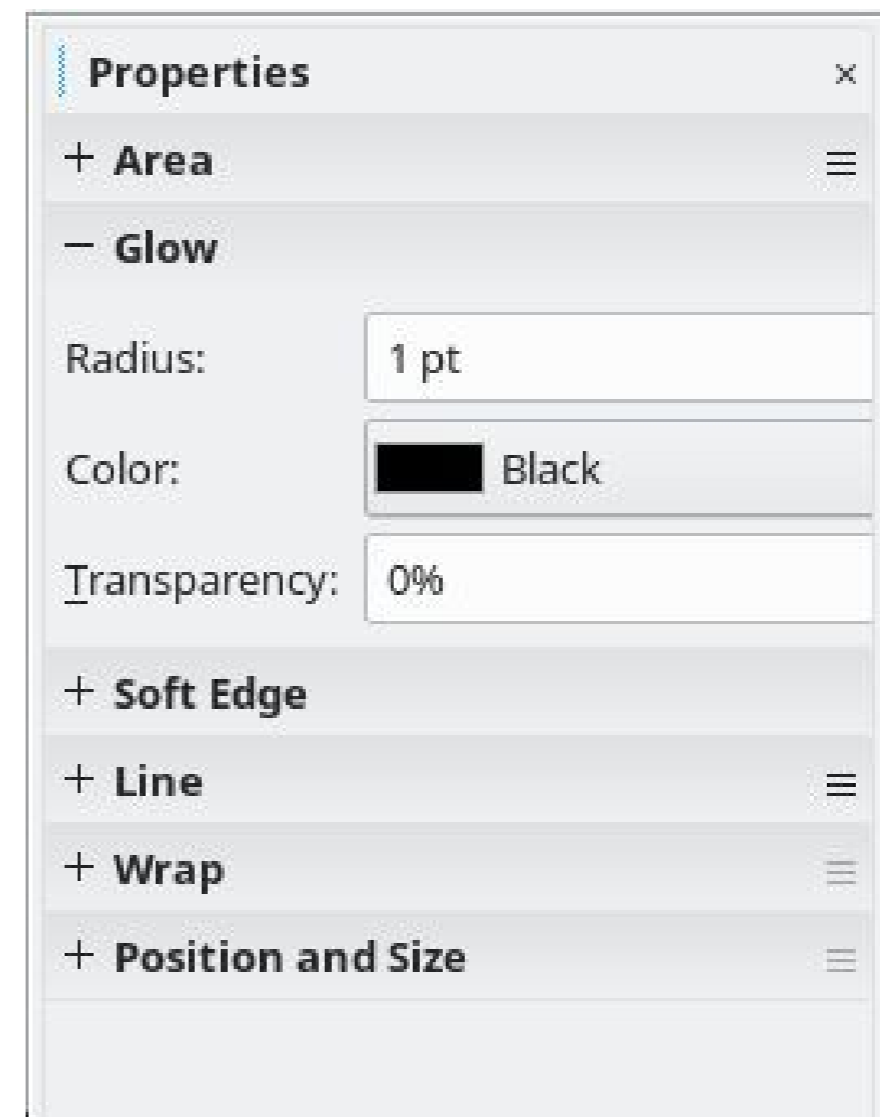 Properties
Area
Glow
Radius: 1 pt
Color: Black
Transparency: 0%
Soft Edge
Line
Wrap
Position and Size